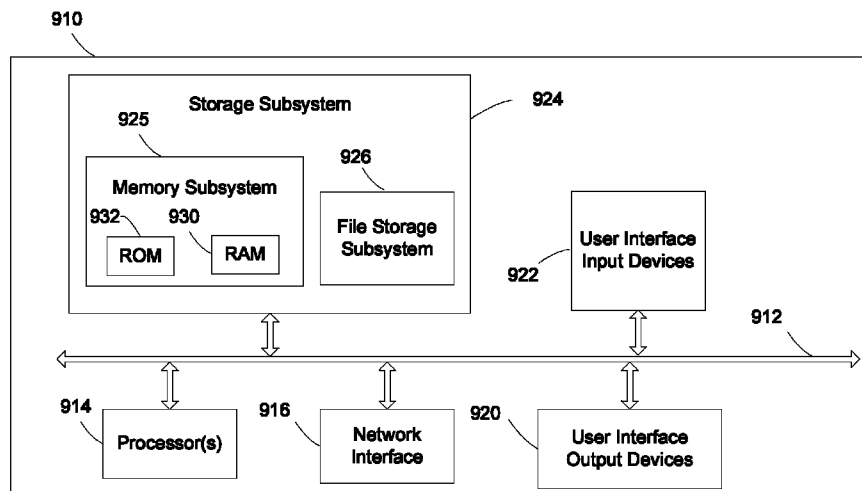 910
Storage Subsystem
924
925
926
Memory Subsystem
932
930
ROM
RAM
File Storage
Subsystem
User Interface
Input Devices
922
912
914
Processor(s)
916
Network
Interface
920
User Interface
Output Devices